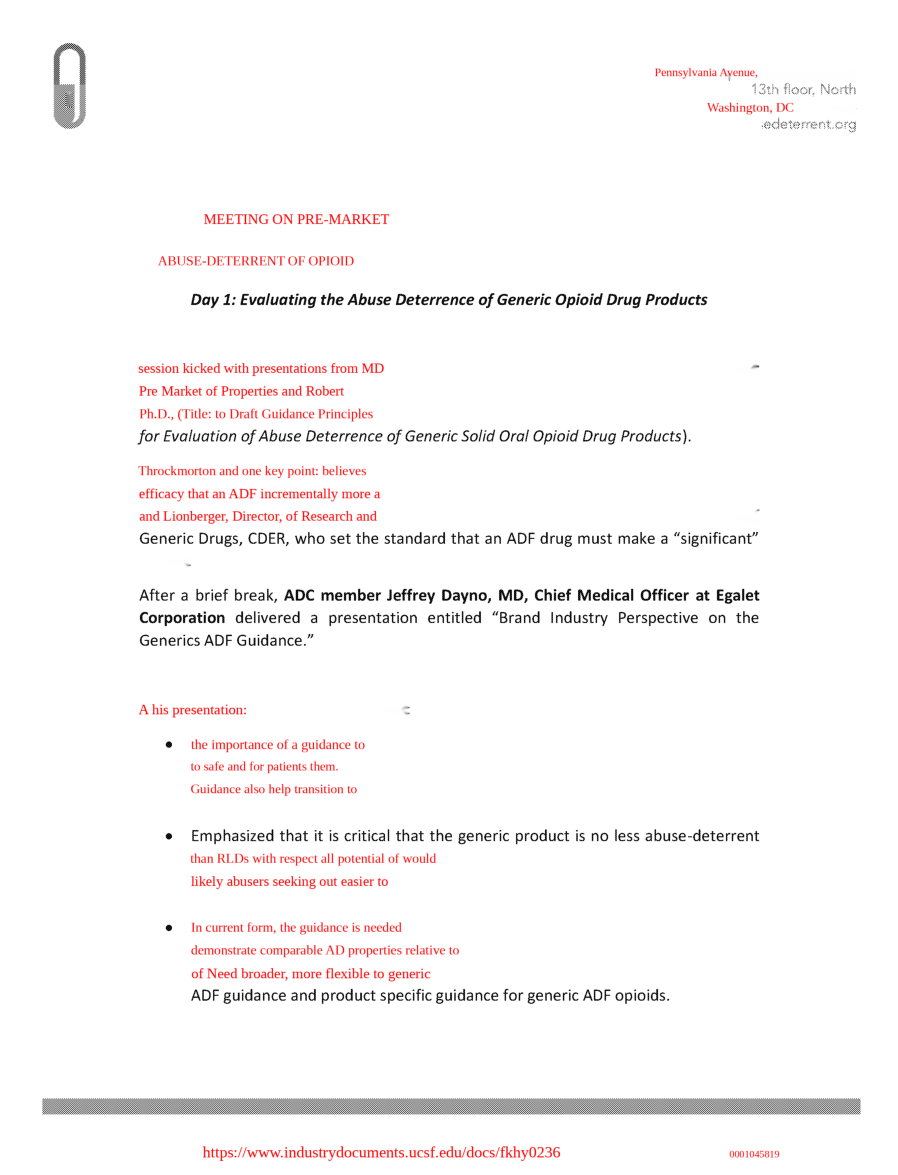 Pennsylvania Avenue,
13th floor, North
Washington, DC
edeterrent.org
MEETING ON PRE-MARKET
ABUSE-DETERRENT OF OPIOID
Day 1: Evaluating the Abuse Deterrence of Generic Opioid Drug Products
session kicked with presentations from MD
Pre Market of Properties and Robert
Ph.D., (Title: to Draft Guidance Principles
for Evaluation of Abuse Deterrence of Generic Solid Oral Opioid Drug Products).
Throckmorton and one key point: believes
efficacy that an ADF incrementally more a
and Lionberger, Director, of Research and
Generic Drugs, CDER, who set the standard that an ADF drug must make a “significant”
After a brief break, ADC member Jeffrey Dayno, MD, Chief Medical Officer at Egalet
Corporation delivered a presentation entitled “Brand Industry Perspective on the
Generics ADF Guidance.”
A his presentation:
● the importance of a guidance to
to safe and for patients them.
Guidance also help transition to
● Emphasized that it is critical that the generic product is no less abuse-deterrent
than RLDs with respect all potential of would
likely abusers seeking out easier to
● In current form, the guidance is needed
demonstrate comparable AD properties relative to
of Need broader, more flexible to generic
ADF guidance and product specific guidance for generic ADF opioids.
https://www.industrydocuments.ucsf.edu/docs/fkhy0236
0001045819